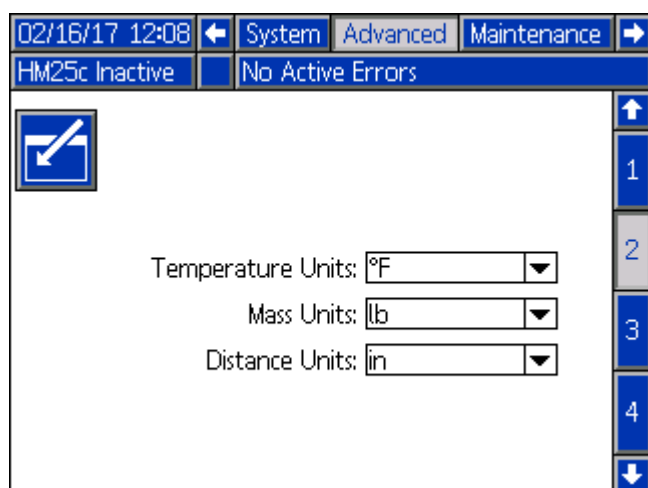 02/16/17 12:08 System Advanced Maintenance
HM25c Inactive No Active Errors
1
2
Temperature Units: °F
Mass Units: lb
3
Distance Units: in
4